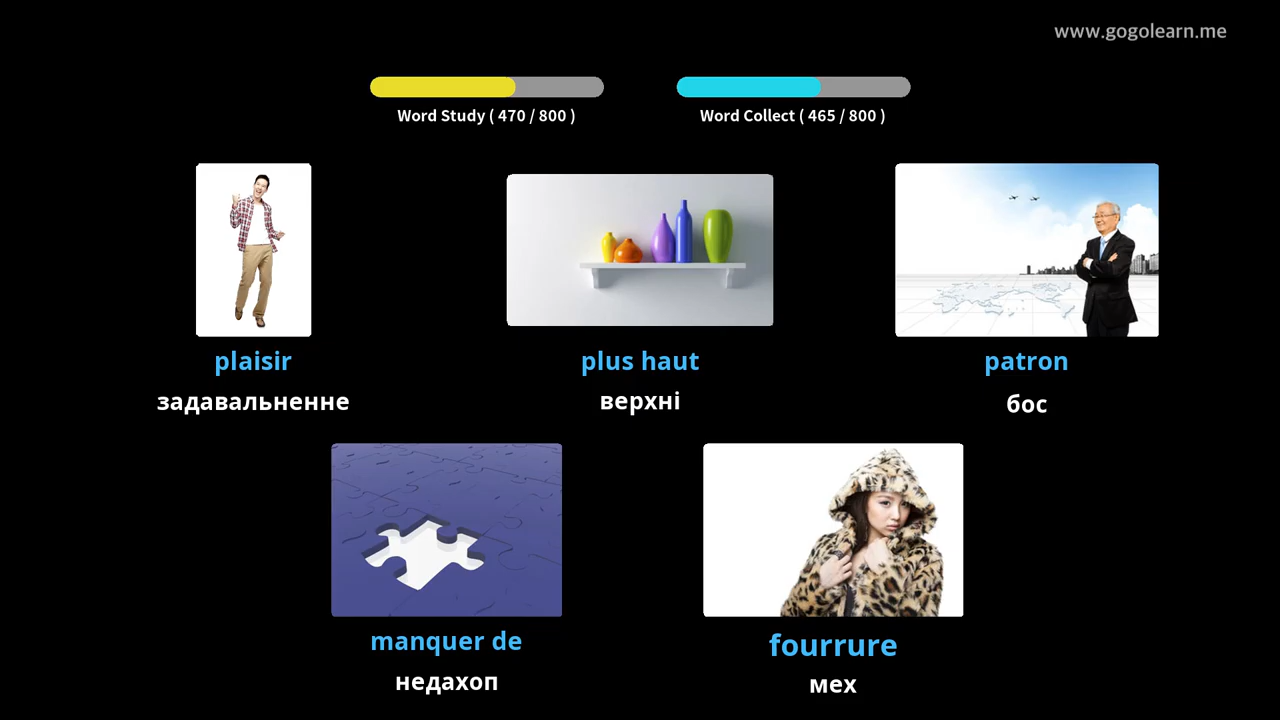 www.gogolearn.me
Word Study ( 470 / 800 )
Word Collect ( 465 / 800 )
plaisir
plus haut
patron
задавальненне
верхні
бос
manquer de
fourrure
недахоп
мех